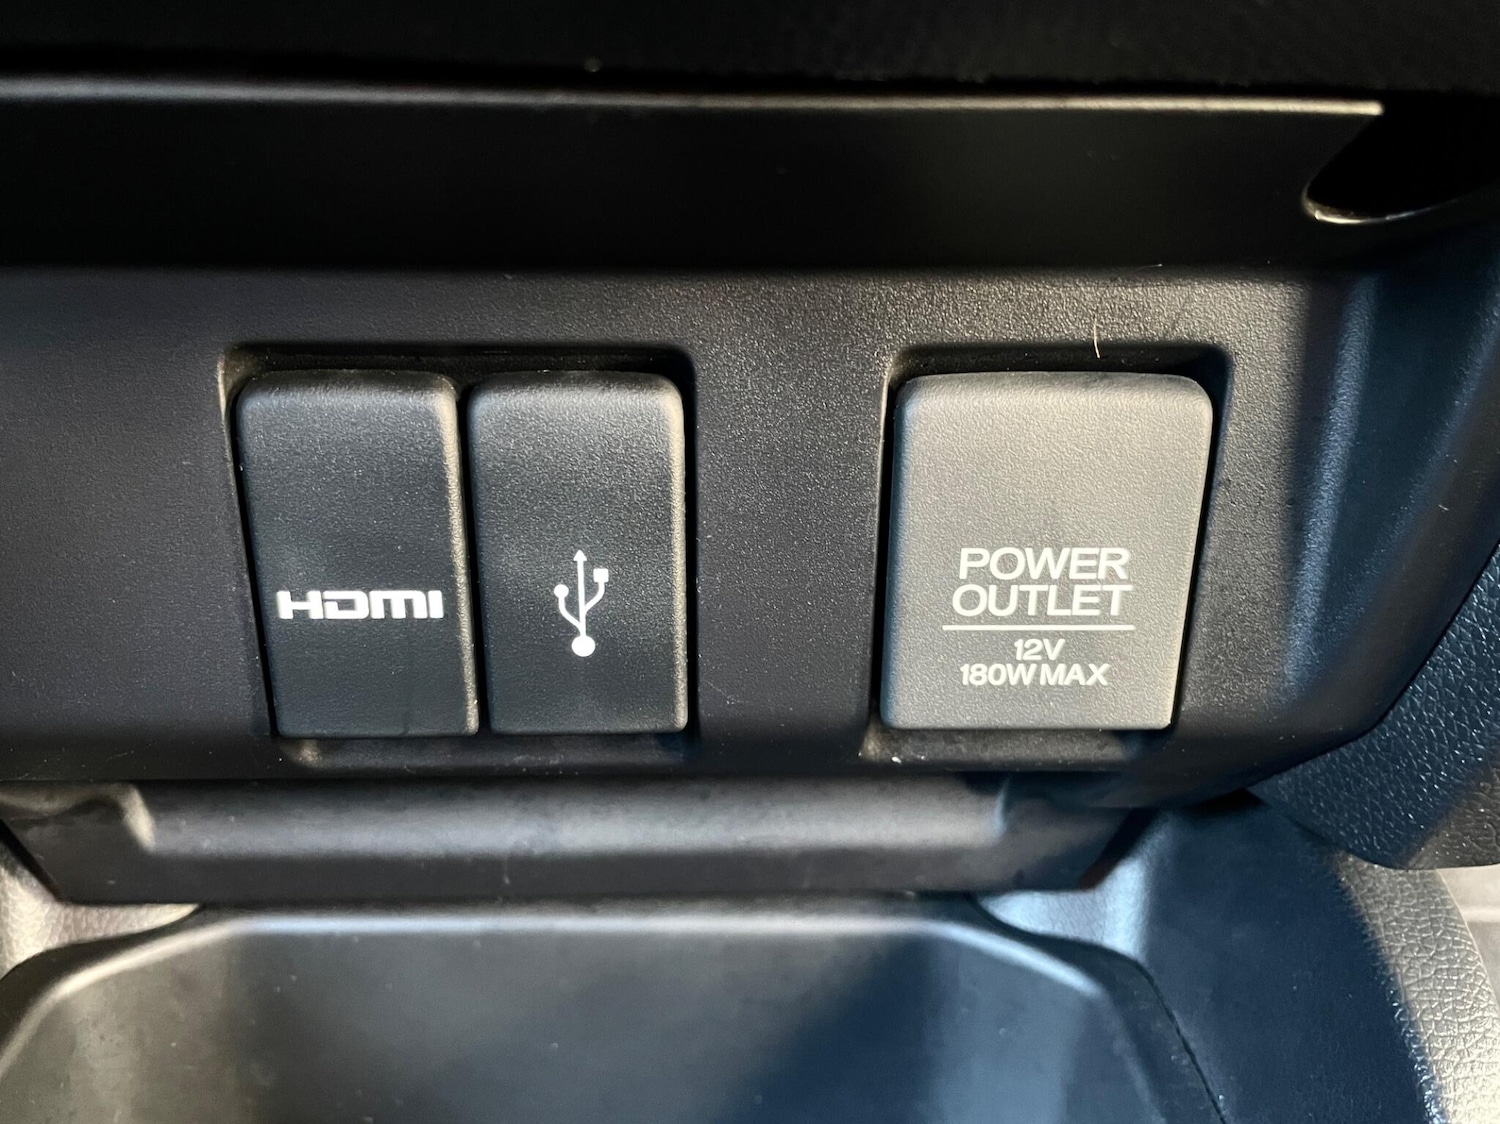 HDMI
POWER
OUTLET
12V
180W MAX